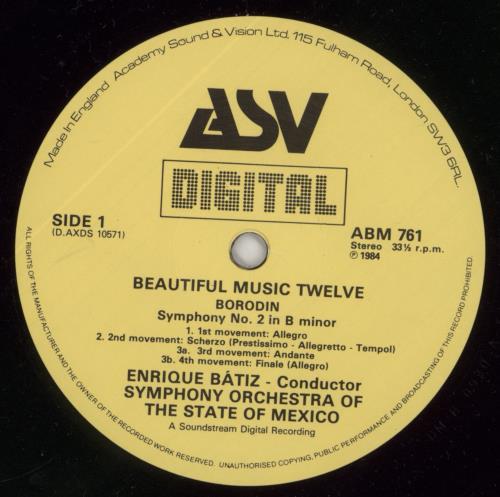 Made in England Academy Sound & Vision Ltd. 115 Fulham Road, London SW3 6RL.
ASV
DIGITAL
SIDE 1
(D.AXDS 10571)
ABM 761
Stereo 33⅓ r.p.m.
℗ 1984
BEAUTIFUL MUSIC TWELVE
BORODIN
Symphony No. 2 in B minor
1. 1st movement: Allegro
2. 2nd movement: Scherzo (Prestissimo - Allegretto - Tempol)
3a. 3rd movement: Andante
3b. 4th movement: Finale (Allegro)
ENRIQUE BÁTIZ - Conductor
SYMPHONY ORCHESTRA OF
THE STATE OF MEXICO
A Soundstream Digital Recording
ALL RIGHTS OF THE MANUFACTURER AND THE OWNER OF THE RECORDED WORK RESERVED. UNAUTHORISED COPYING, PUBLIC PERFORMANCE AND BROADCASTING OF THIS RECORD PROHIBITED.